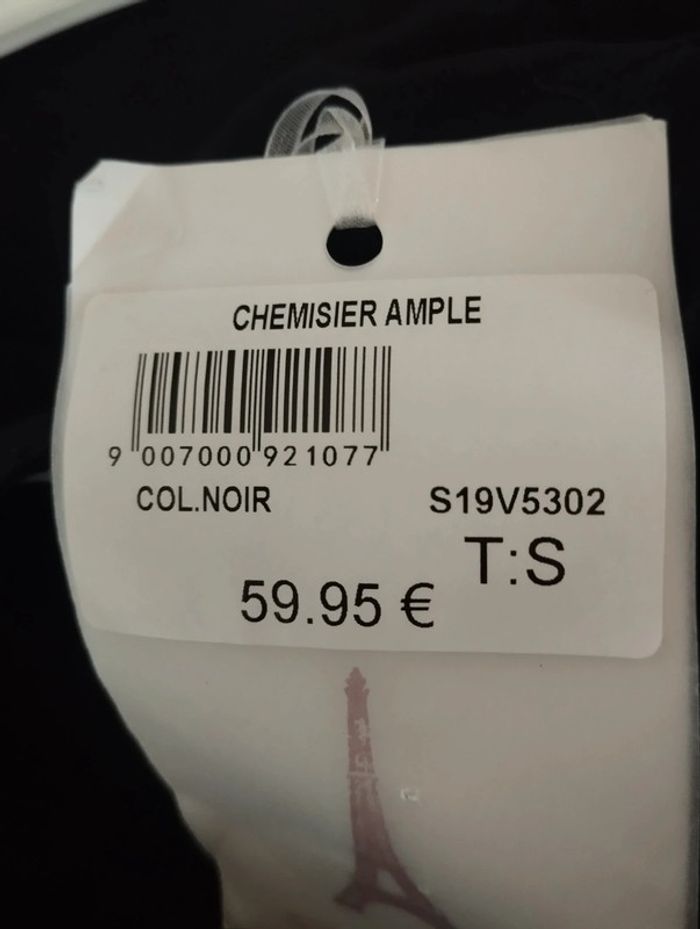 CHEMISIER AMPLE
9 007000 921077
COL.NOIR
S19V5302
T:S
59.95 €